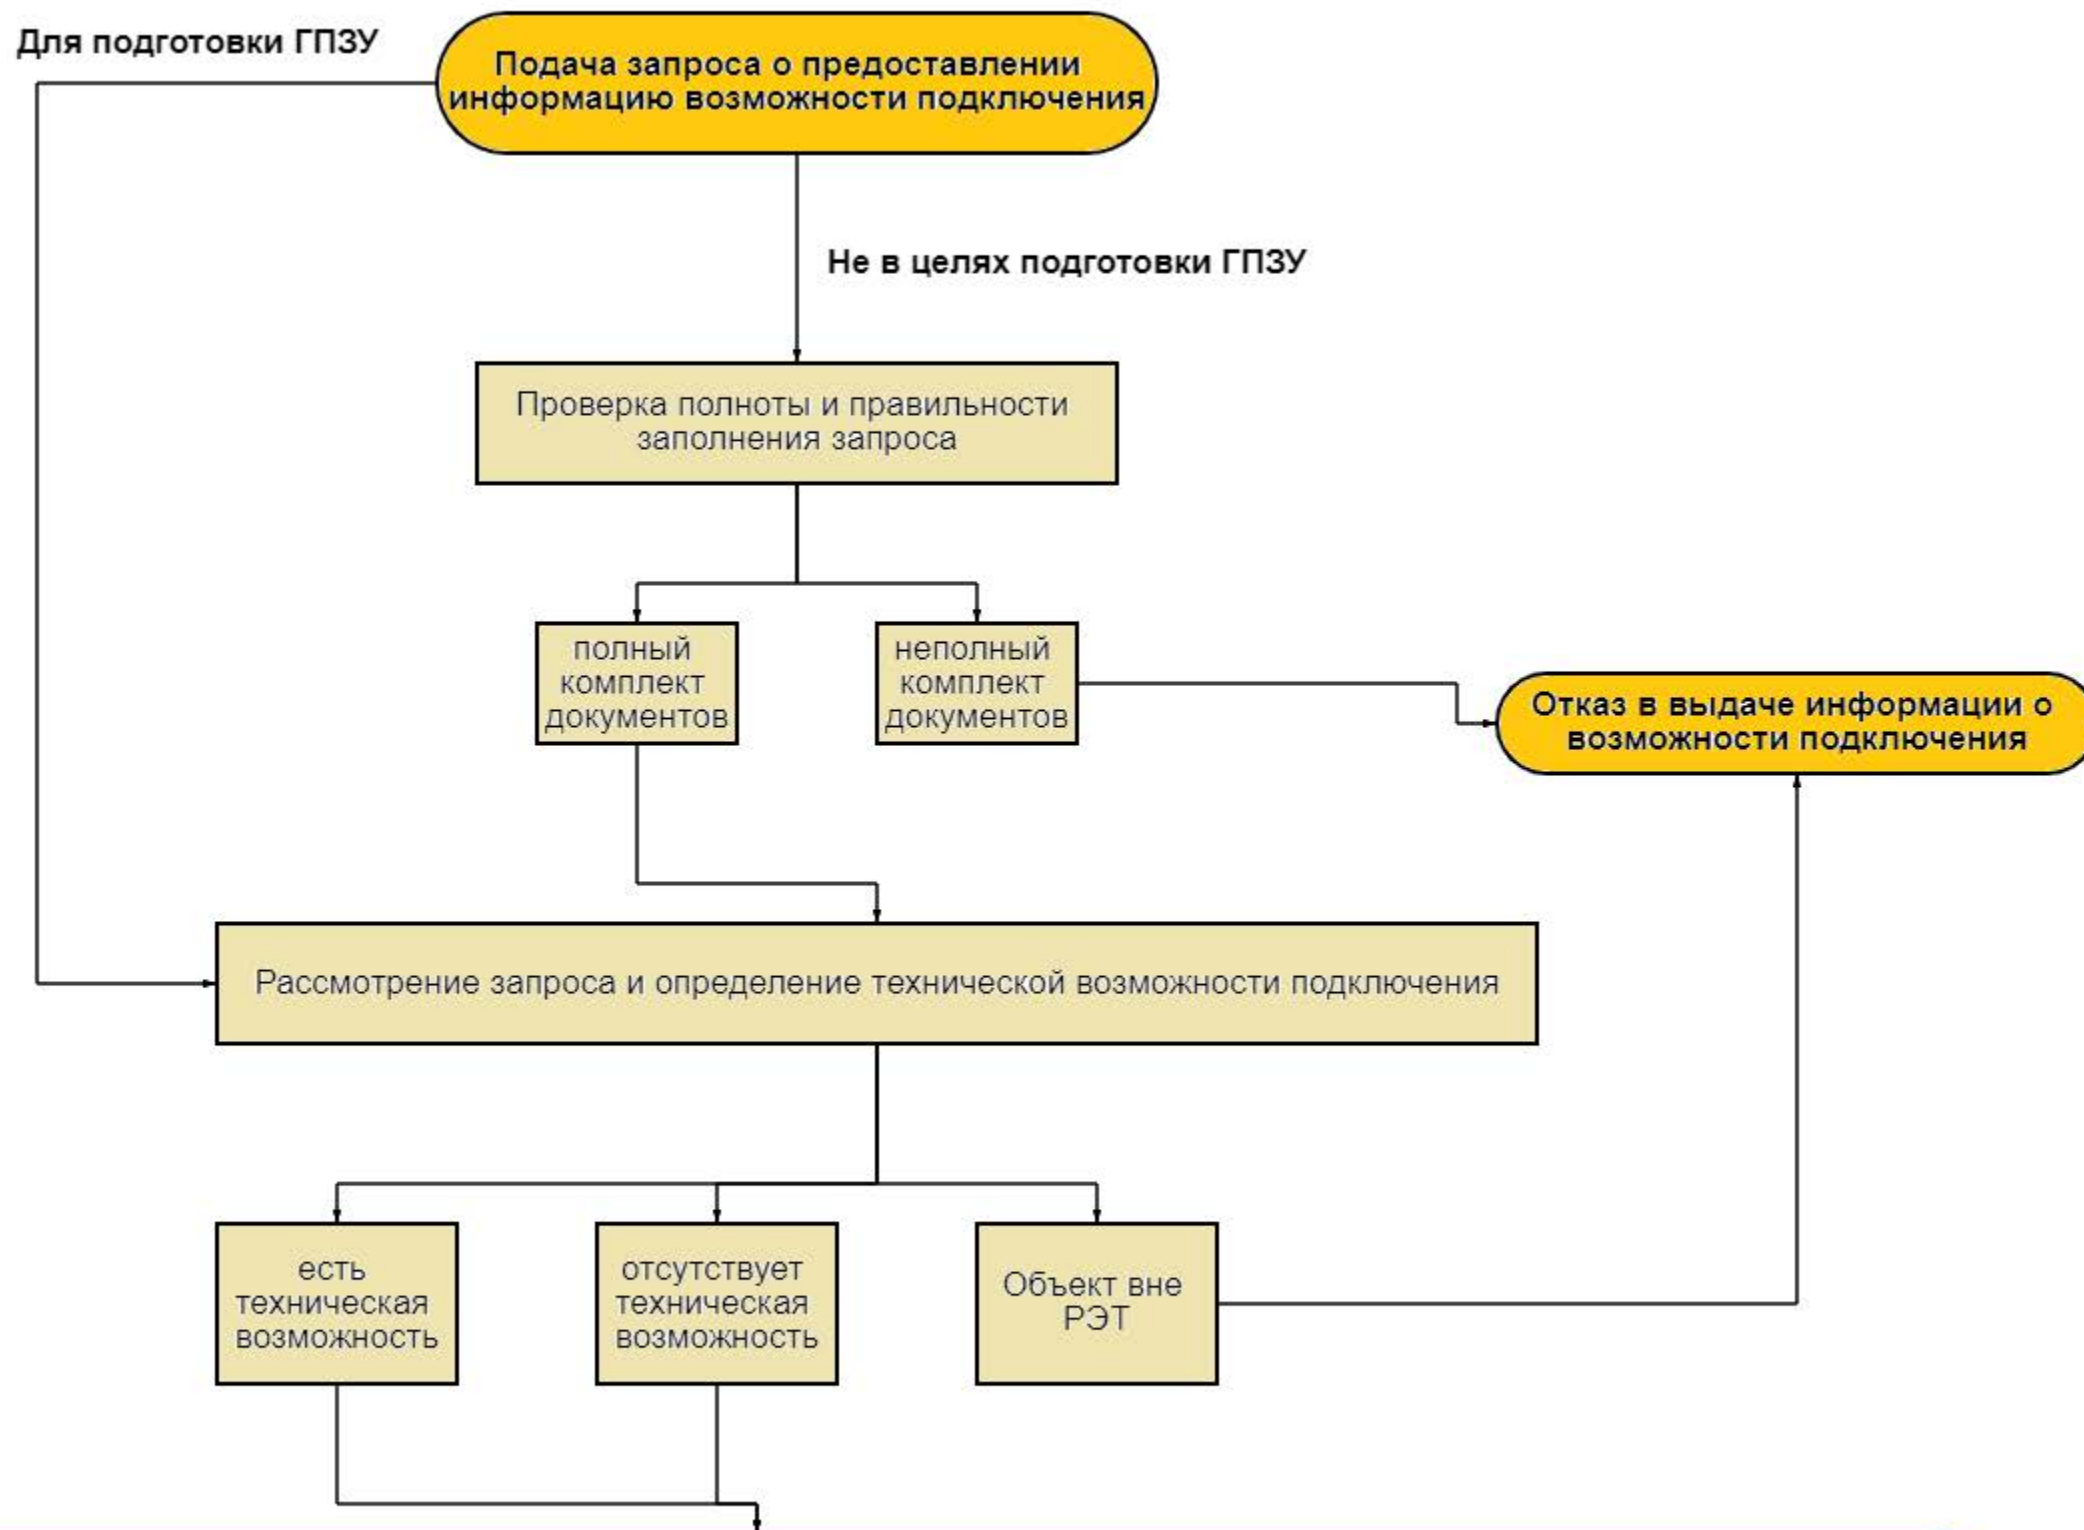 Для подготовки ГПЗУ
Подача запроса о предоставлении
информацию возможности подключения
Не в целях подготовки ГПЗУ
Проверка полноты и правильности
заполнения запроса
полный
комплект
документов
неполный
комплект
документов
Отказ в выдаче информации о
возможности подключения
Рассмотрение запроса и определение технической возможности подключения
есть
техническая
возможность
отсутствует
техническая
возможность
Объект вне
РЭТ